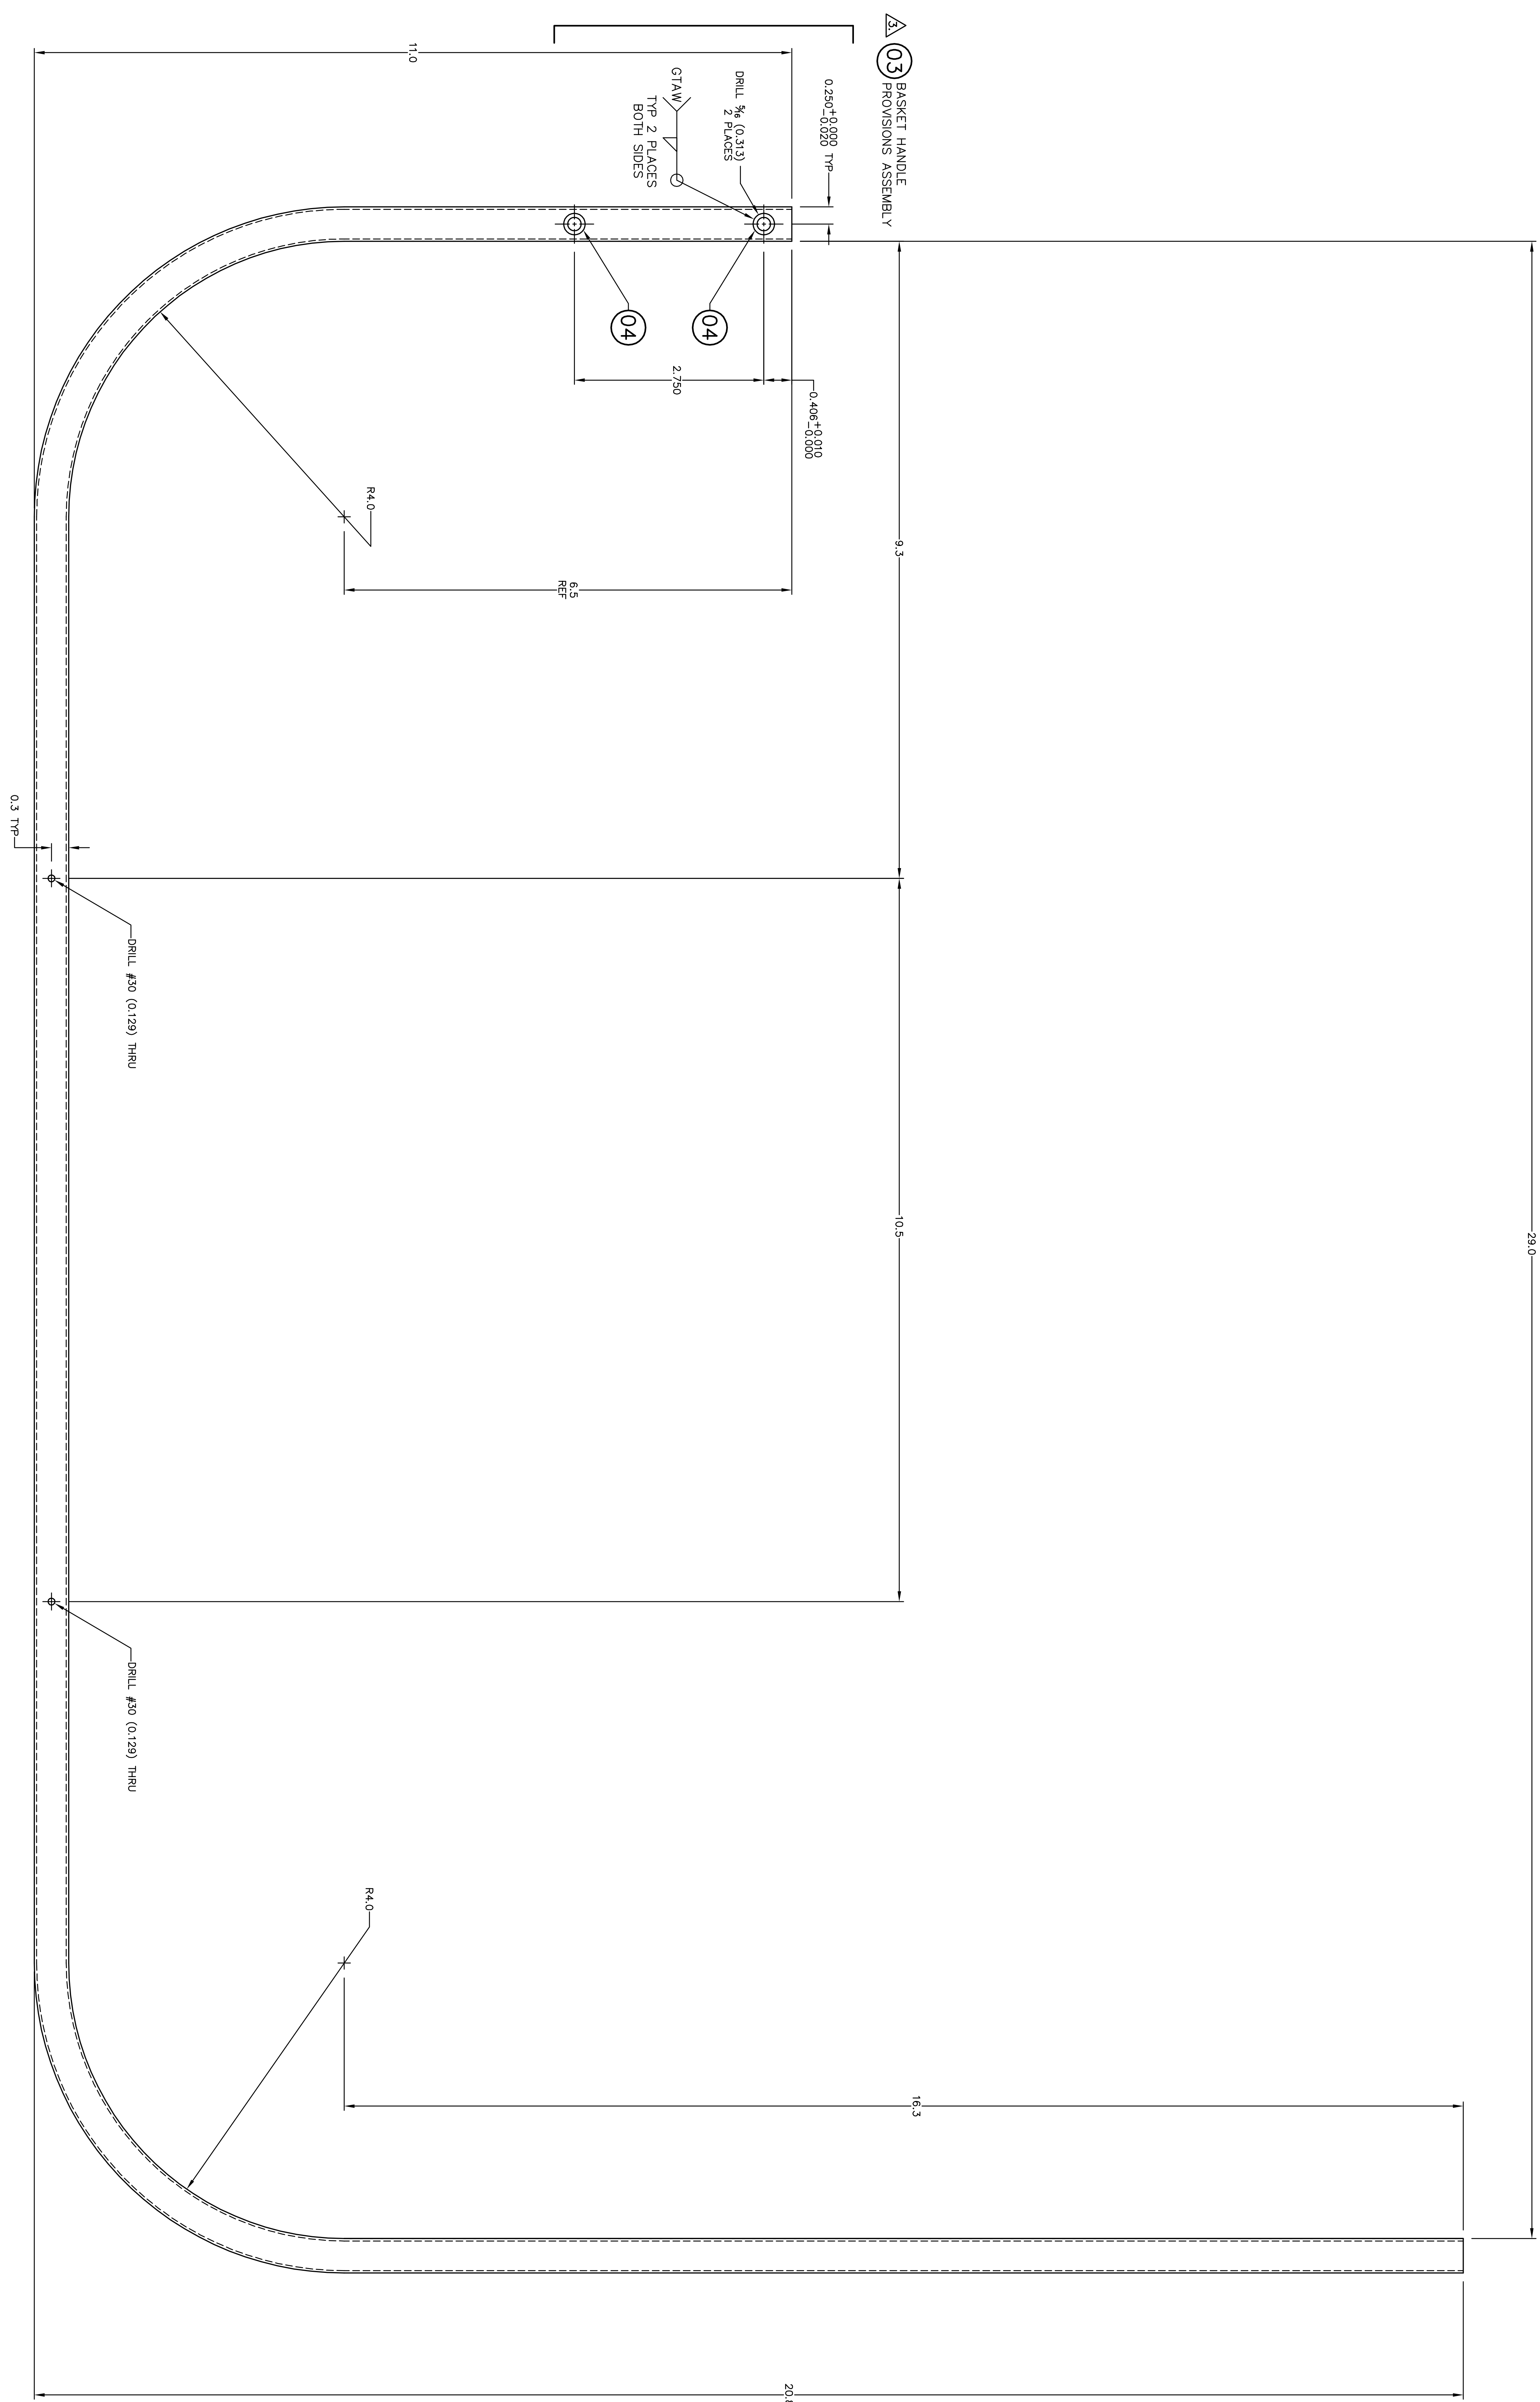 3.
03
BASKET HANDLE
PROVISIONS ASSEMBLY
11.0
0.250+0.000 TYP
-0.020
DRILL 5/16 (0.313)
2 PLACES
GTAW
TYP 2 PLACES
BOTH SIDES
04
04
2.750
0.406+0.010
-0.000
R4.0
6.5
REF
9.3
0.3 TYP
DRILL #30 (0.129) THRU
10.5
29.0
DRILL #30 (0.129) THRU
R4.0
16.3